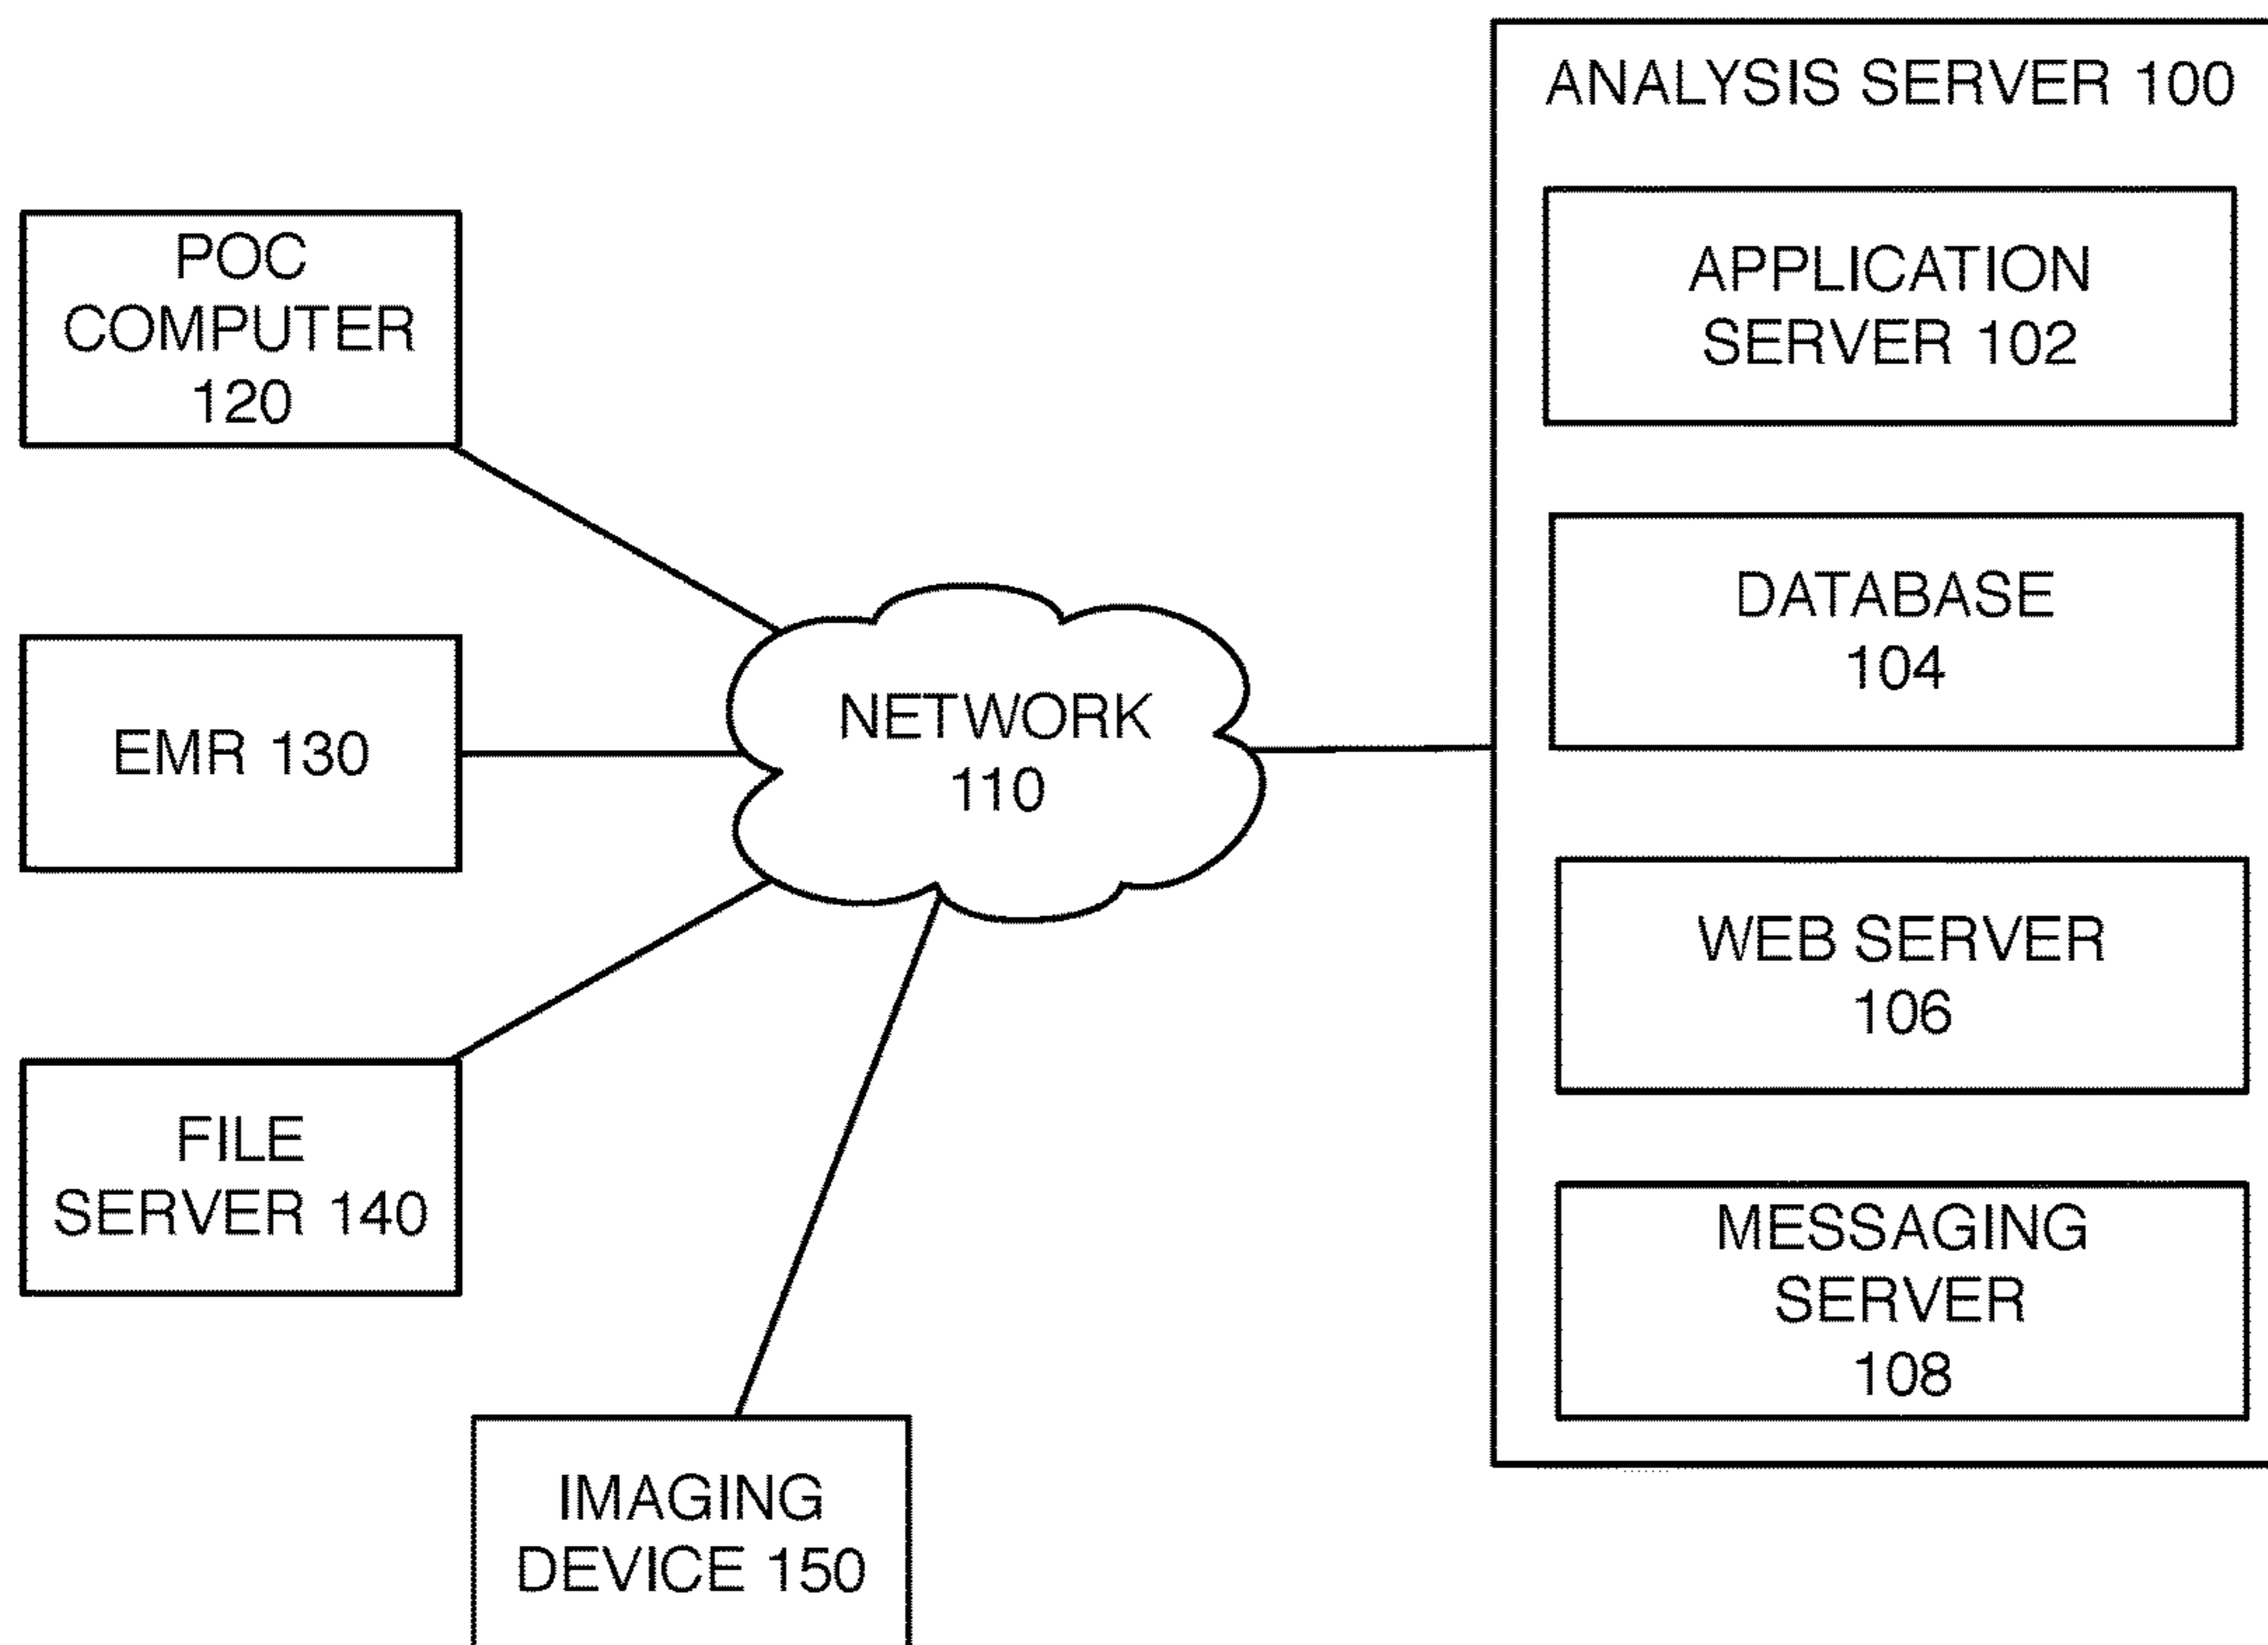 ANALYSIS SERVER 100
APPLICATION
SERVER 102
DATABASE
104
WEB SERVER
106
MESSAGING
SERVER
108
POC
COMPUTER
120
EMR 130
FILE
SERVER 140
NETWORK
110
IMAGING
DEVICE 150